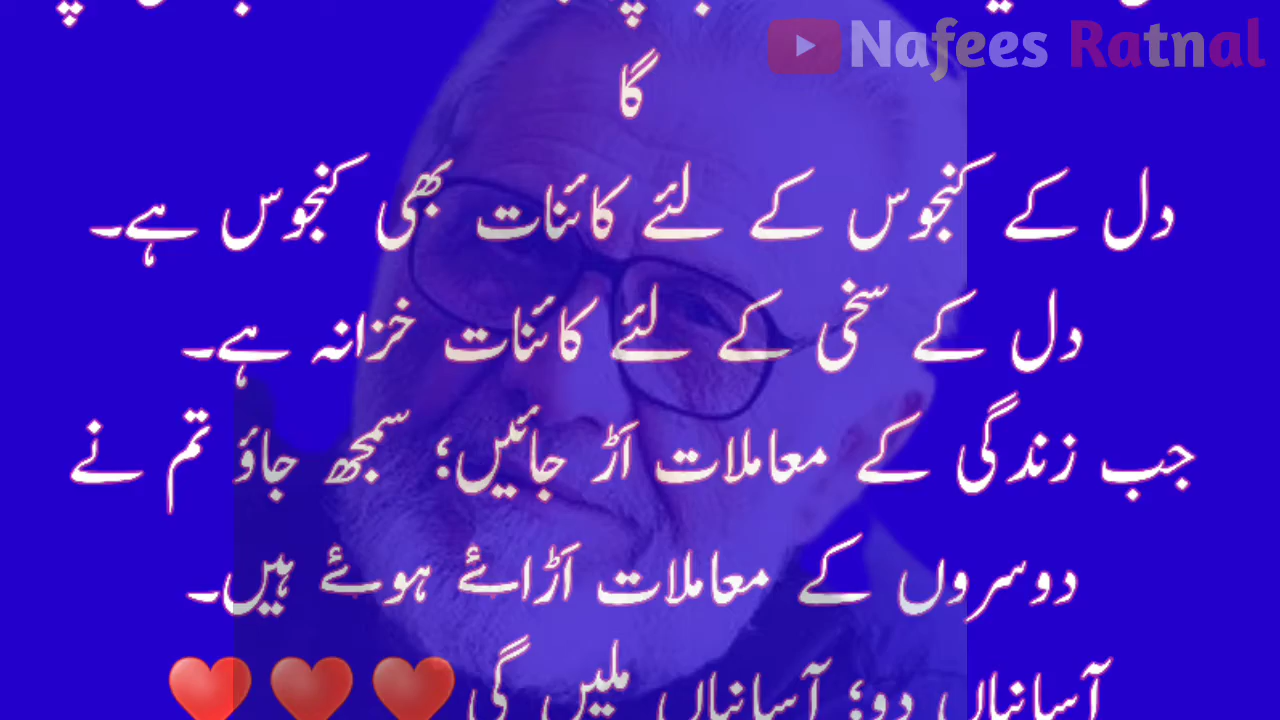 Nafees Ratnal
گا
دل کے کنجوس کے لئے کائنات بھی کنجوس ہے۔
دل کے سخی کے لئے کائنات خزانہ ہے۔
جب زندگی کے معاملات اَڑ جائیں؛ سمجھ جاؤ تم نے
دوسروں کے معاملات اَڑائے ہوئے ہیں۔
آسانیاں دو؛ آسانیاں ملیں گی❤❤❤